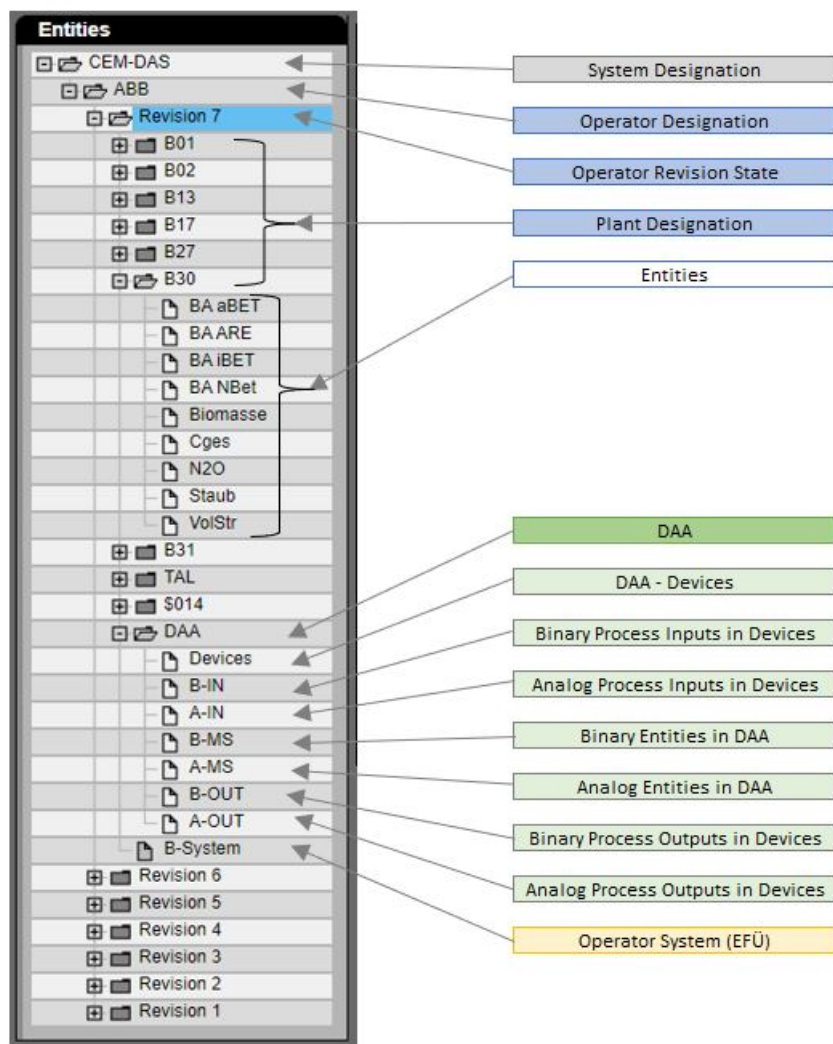 Entities
CEM-DAS
ABB
Revision 7
B01
B02
B13
B17
B27
B30
BA aBET
BA ARE
BA iBET
BA NBet
Biomasse
Cges
N2O
Staub
VolStr
B31
TAL
$014
DAA
Devices
B-IN
A-IN
B-MS
A-MS
B-OUT
A-OUT
B-System
Revision 6
Revision 5
Revision 4
Revision 3
Revision 2
Revision 1
System Designation
Operator Designation
Operator Revision State
Plant Designation
Entities
DAA
DAA - Devices
Binary Process Inputs in Devices
Analog Process Inputs in Devices
Binary Entities in DAA
Analog Entities in DAA
Binary Process Outputs in Devices
Analog Process Outputs in Devices
Operator System (EFÜ)